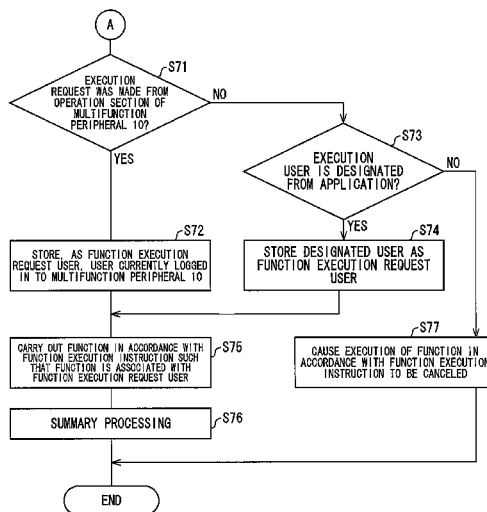 A
S71
EXECUTION
REQUEST WAS MADE FROM
OPERATION SECTION OF
MULTIFUNCTION
PERIPHERAL 10?
NO
YES
S73
EXECUTION
USER IS DESIGNATED
FROM APPLICATION?
NO
YES
S72
STORE, AS FUNCTION EXECUTION
REQUEST USER, USER CURRENTLY LOGGED
IN TO MULTIFUNCTION PERIPHERAL 10
S74
STORE DESIGNATED USER AS
FUNCTION EXECUTION REQUEST
USER
S75
CARRY OUT FUNCTION IN ACCORDANCE WITH
FUNCTION EXECUTION INSTRUCTION SUCH
THAT FUNCTION IS ASSOCIATED WITH
FUNCTION EXECUTION REQUEST USER
S77
CAUSE EXECUTION OF FUNCTION IN
ACCORDANCE WITH FUNCTION EXECUTION
INSTRUCTION TO BE CANCELED
S76
SUMMARY PROCESSING
END